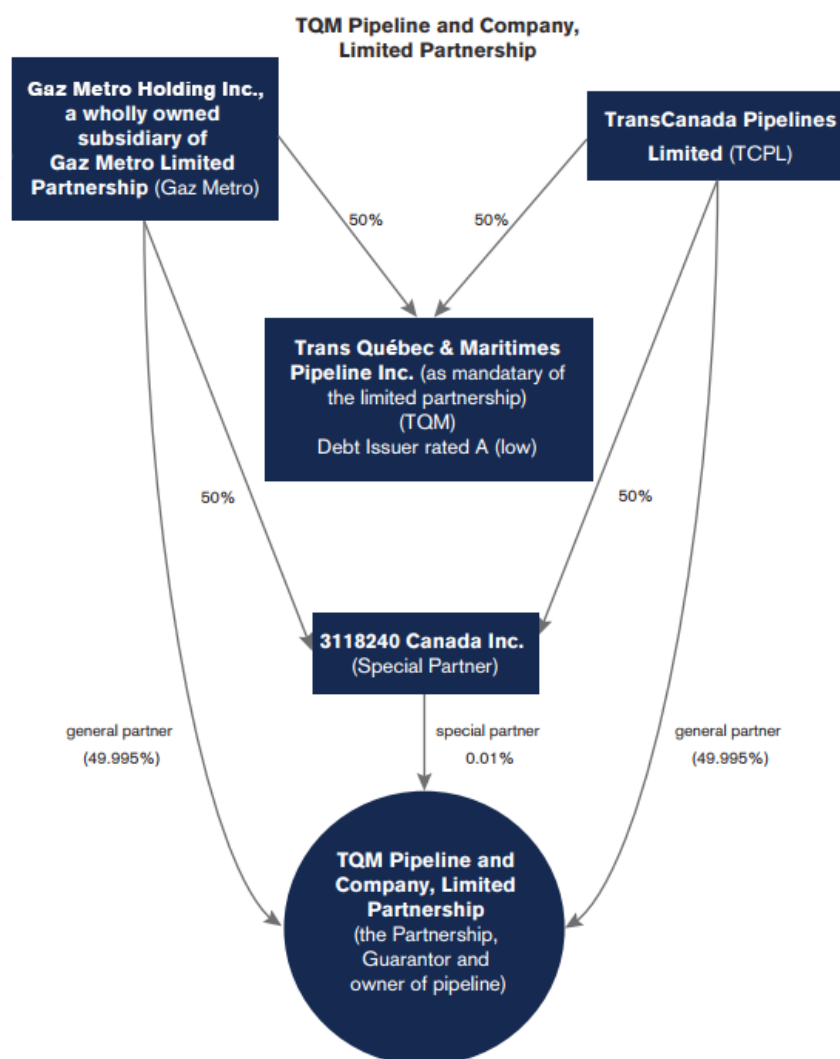 TQM Pipeline and Company,
Limited Partnership
Gaz Metro Holding Inc.,
a wholly owned
subsidiary of
Gaz Metro Limited
Partnership (Gaz Metro)
TransCanada Pipelines
Limited (TCPL)
50%
50%
Trans Québec & Maritimes
Pipeline Inc. (as mandatary of
the limited partnership)
(TQM)
Debt Issuer rated A (low)
50%
50%
3118240 Canada Inc.
(Special Partner)
general partner
(49.995%)
special partner
0.01%
general partner
(49.995%)
TQM Pipeline and
Company, Limited
Partnership
(the Partnership,
Guarantor and
owner of pipeline)